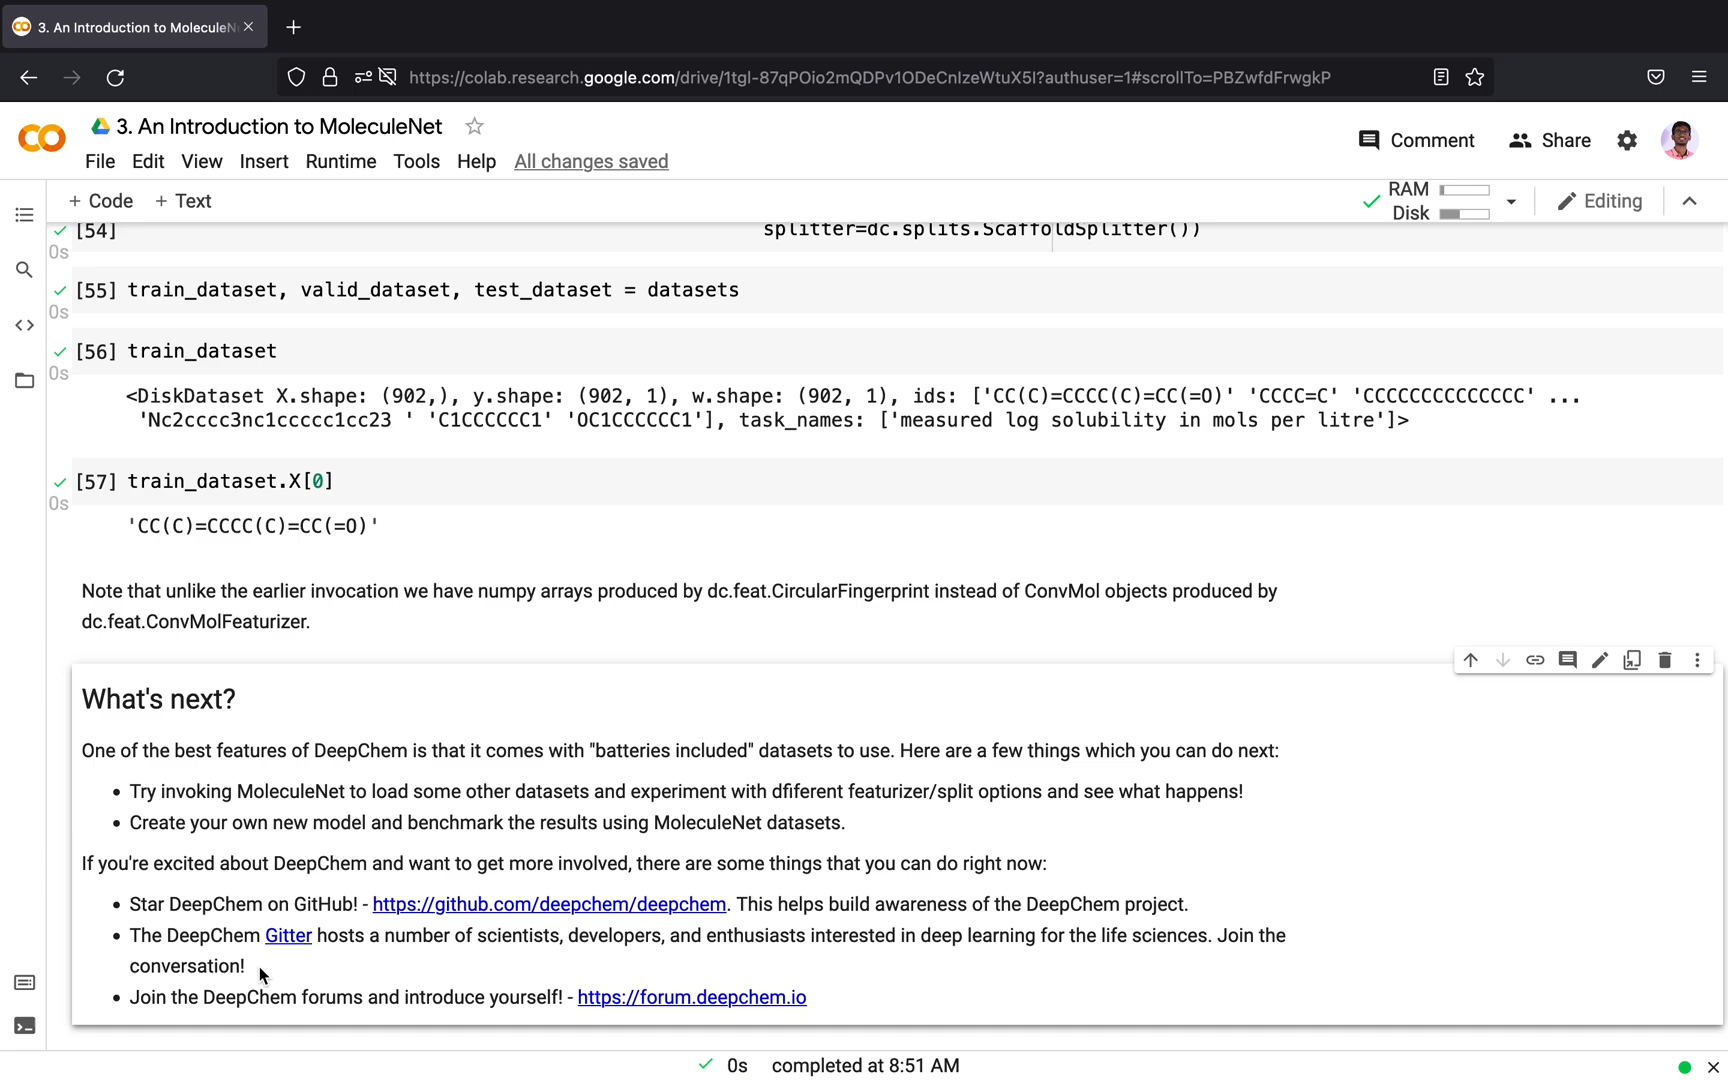 3. An Introduction to MoleculeN
https://colab.research.google.com/drive/1tgl-87qPOio2mQDPv1ODeCnIzeWtuX5I?authuser=1#scrollTo=PBZwfdFrwgkP
3. An Introduction to MoleculeNet
Comment Share
File Edit View Insert Runtime Tools Help All changes saved
+ Code + Text RAM Disk Editing
[54] splitter=dc.splits.ScaffoldSplitter())
0s
[55] train_dataset, valid_dataset, test_dataset = datasets
0s
[56] train_dataset
0s
<DiskDataset X.shape: (902,), y.shape: (902, 1), w.shape: (902, 1), ids: ['CC(C)=CCCC(C)=CC(=O)' 'CCCC=C' 'CCCCCCCCCCCCCC' ...
'Nc2cccc3nc1ccccc1cc23 ' 'C1CCCCCC1' 'OC1CCCCCC1'], task_names: ['measured log solubility in mols per litre']>
[57] train_dataset.X[0]
0s
'CC(C)=CCCC(C)=CC(=O)'
Note that unlike the earlier invocation we have numpy arrays produced by dc.feat.CircularFingerprint instead of ConvMol objects produced by
dc.feat.ConvMolFeaturizer.
What's next?
One of the best features of DeepChem is that it comes with "batteries included" datasets to use. Here are a few things which you can do next:
• Try invoking MoleculeNet to load some other datasets and experiment with dfiferent featurizer/split options and see what happens!
• Create your own new model and benchmark the results using MoleculeNet datasets.
If you're excited about DeepChem and want to get more involved, there are some things that you can do right now:
• Star DeepChem on GitHub! - https://github.com/deepchem/deepchem. This helps build awareness of the DeepChem project.
• The DeepChem Gitter hosts a number of scientists, developers, and enthusiasts interested in deep learning for the life sciences. Join the
conversation!
• Join the DeepChem forums and introduce yourself! - https://forum.deepchem.io
0s completed at 8:51 AM